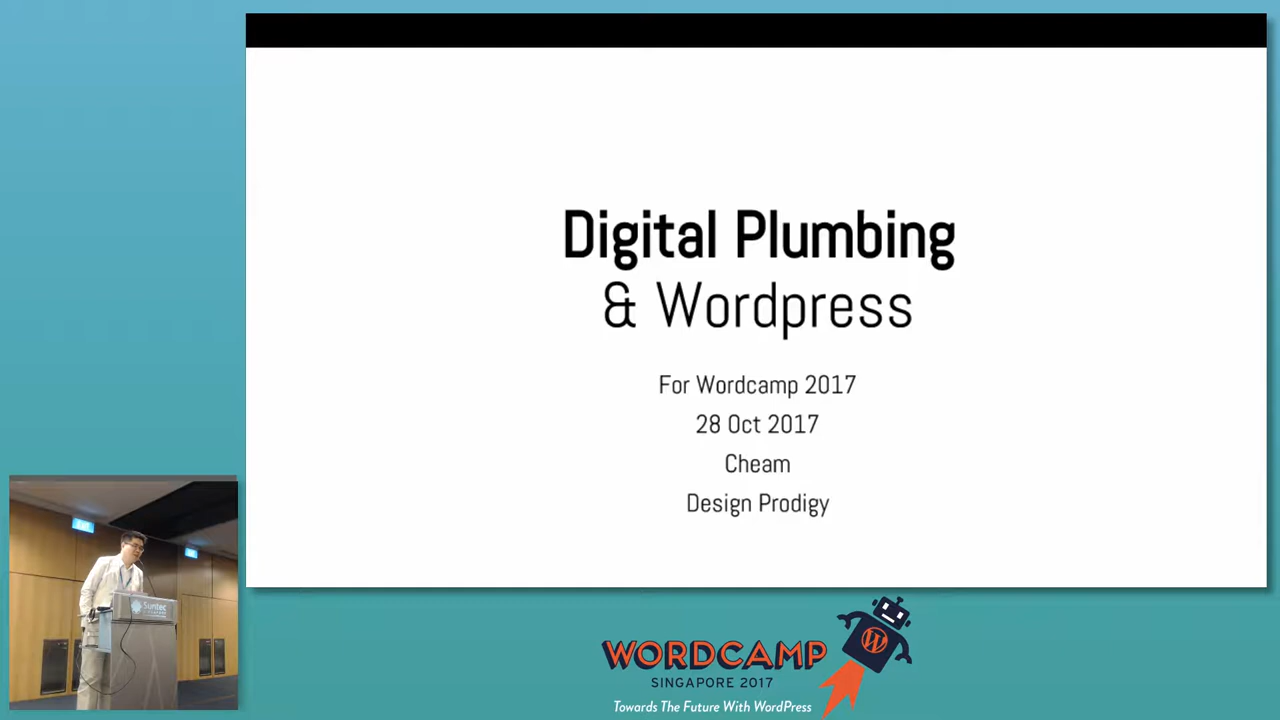 Digital Plumbing
& Wordpress
For Wordcamp 2017
28 Oct 2017
Cheam
Design Prodigy
Suntec
WORDCAMP
SINGAPORE 2017
Towards The Future With WordPress